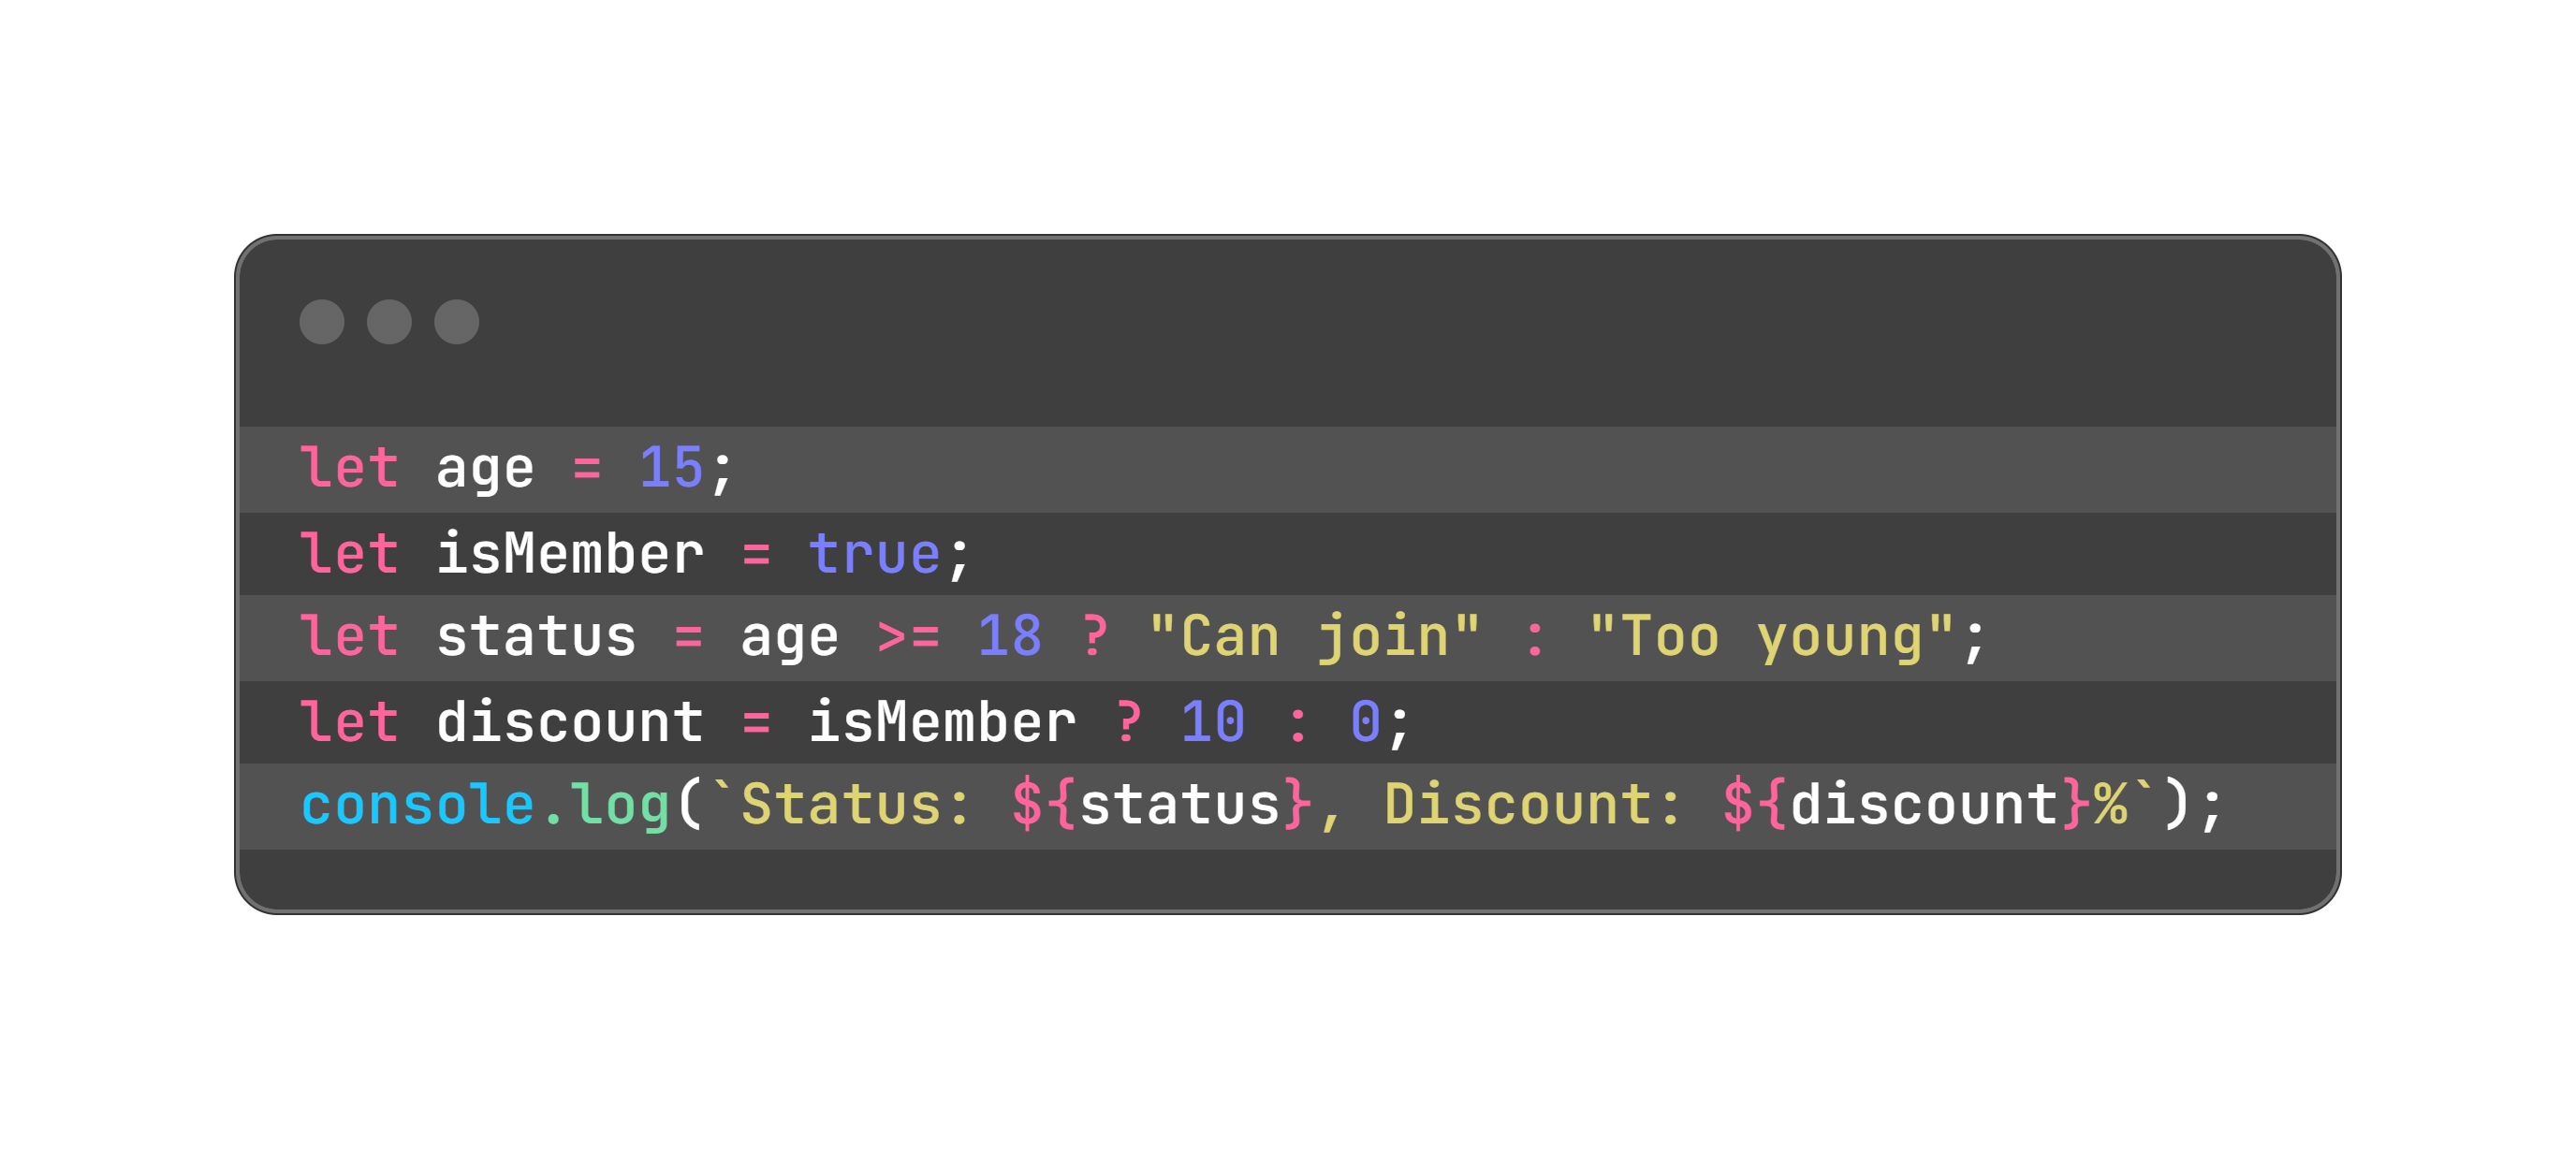 let age = 15;
let isMember = true;
let status = age >= 18 ? "Can join" : "Too young";
let discount = isMember ? 10 : 0;
console.log(`Status: ${status}, Discount: ${discount}%`);